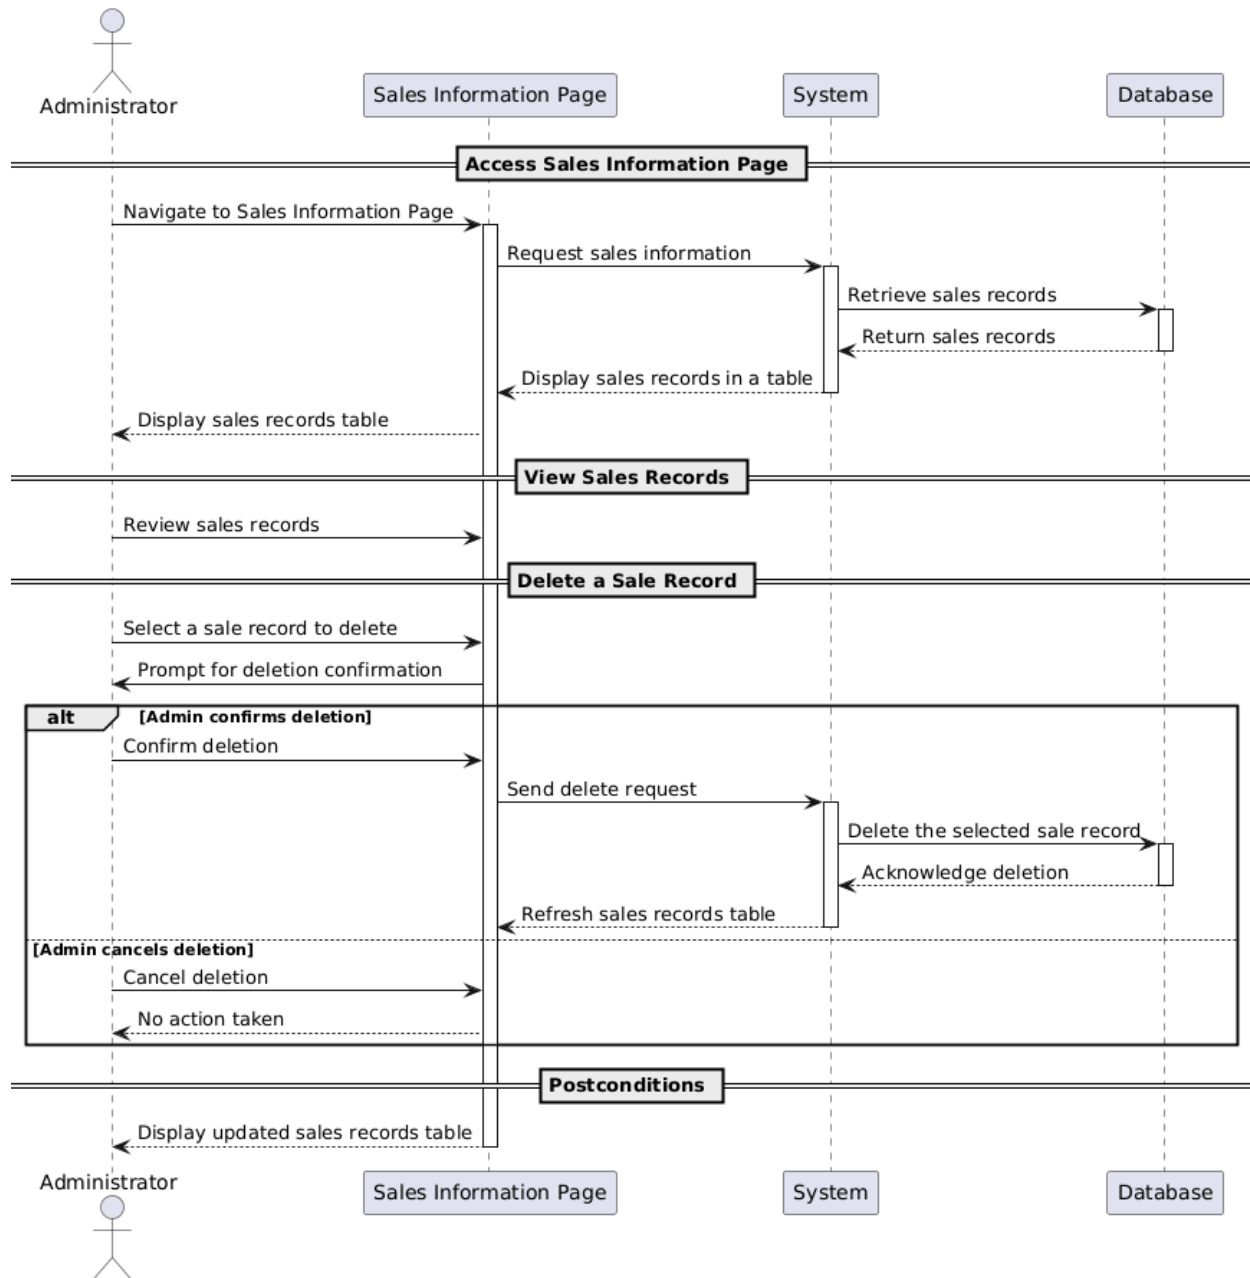 Administrator
Sales Information Page
System
Database
Access Sales Information Page
Navigate to Sales Information Page
Request sales information
Retrieve sales records
Return sales records
Display sales records in a table
Display sales records table
View Sales Records
Review sales records
Delete a Sale Record
Select a sale record to delete
Prompt for deletion confirmation
alt
[Admin confirms deletion]
Confirm deletion
Send delete request
Delete the selected sale record
Acknowledge deletion
Refresh sales records table
[Admin cancels deletion]
Cancel deletion
No action taken
Postconditions
Display updated sales records table
Administrator
Sales Information Page
System
Database